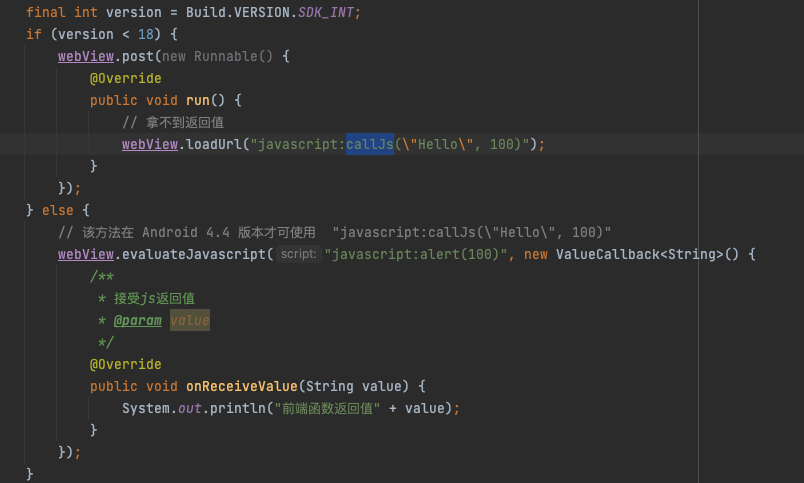 final int version = Build.VERSION.SDK_INT;
if (version < 18) {
    webView.post(new Runnable() {
        @Override
        public void run() {
            // 拿不到返回值
            webView.loadUrl("javascript:callJs(\"Hello\", 100)");
        }
    });
} else {
    // 该方法在 Android 4.4 版本才可使用  "javascript:callJs(\"Hello\", 100)"
    webView.evaluateJavascript( script: "javascript:alert(100)", new ValueCallback<String>() {
        /**
         * 接受js返回值
         * @param value
         */
        @Override
        public void onReceiveValue(String value) {
            System.out.println("前端函数返回值" + value);
        }
    });
}